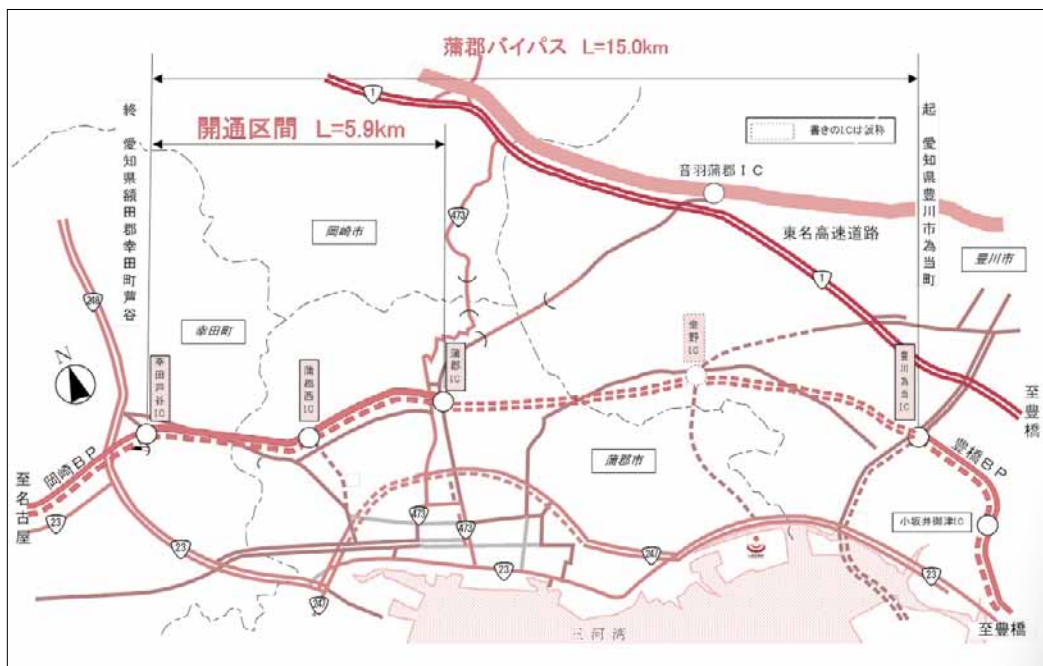 蒲郡バイパス L=15.0km
1
終
愛知県額田郡幸田町芦谷
開通区間 L=5.9km
起
愛知県豊川市為当町
書きのICは仮称
音羽蒲郡IC
473
岡崎市
東名高速道路
豊川市
1
248
幸田町
N
幸田芦谷IC
蒲郡西IC
蒲郡IC
金野IC
豊川為当IC
至豊橋
岡崎BP
蒲郡市
豊橋BP
至名古屋
23
小坂井御津IC
473
473
23
247
23
23
247
三河湾
至豊橋